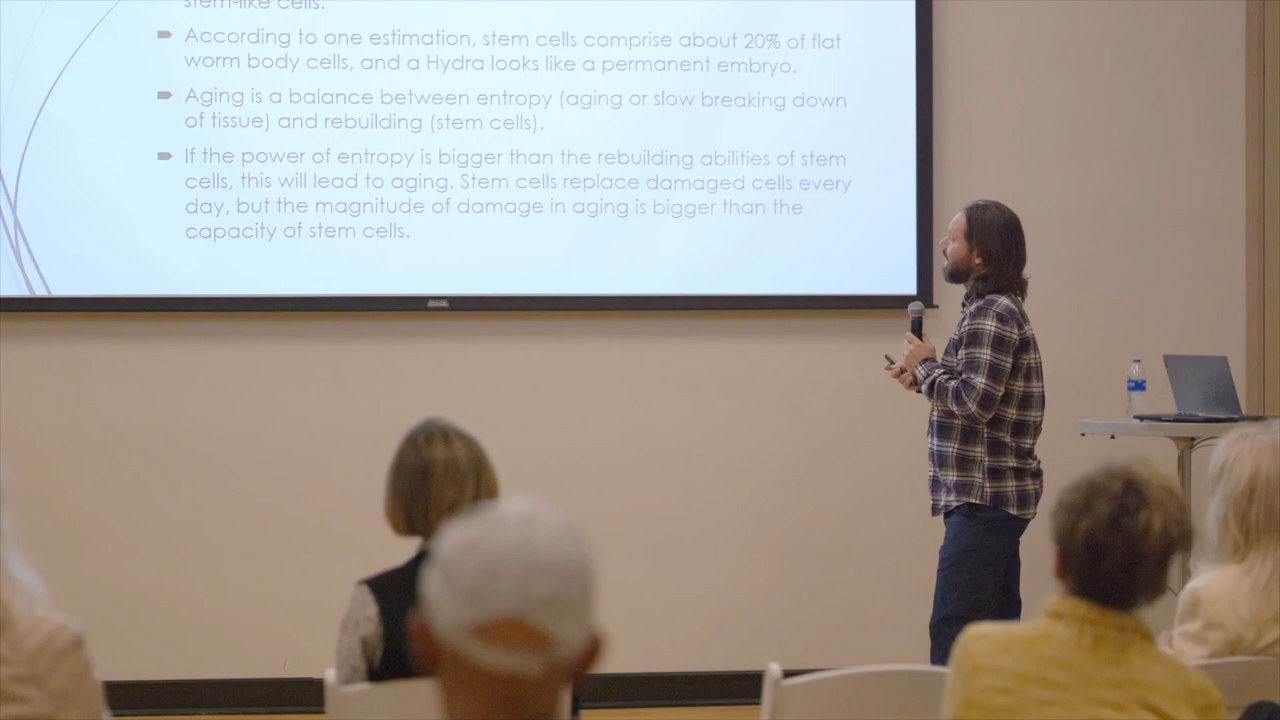 stem-like cells.
According to one estimation, stem cells comprise about 20% of flat
worm body cells, and a Hydra looks like a permanent embryo.
Aging is a balance between entropy (aging or slow breaking down
of tissue) and rebuilding (stem cells).
If the power of entropy is bigger than the rebuilding abilities of stem
cells, this will lead to aging. Stem cells replace damaged cells every
day, but the magnitude of damage in aging is bigger than the
capacity of stem cells.